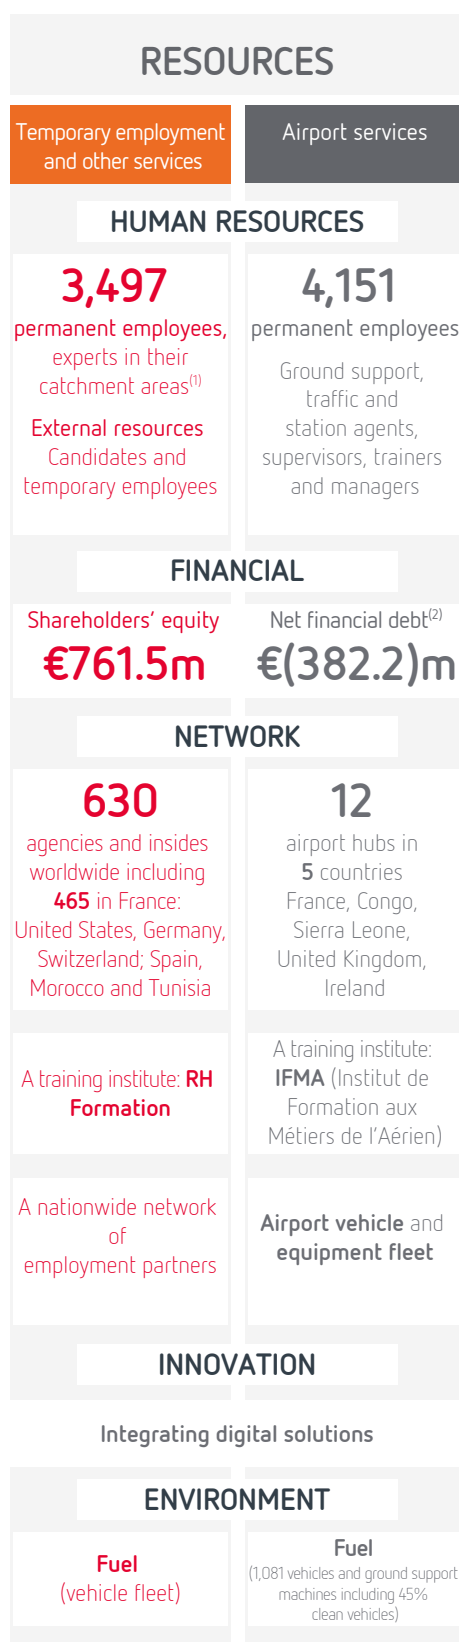 RESOURCES
Temporary employment
and other services
Airport services
HUMAN RESOURCES
3,497
permanent employees,
experts in their
catchment areas(1)
External resources
Candidates and
temporary employees
4,151
permanent employees
Ground support,
traffic and
station agents,
supervisors, trainers
and managers
FINANCIAL
Shareholders’ equity
€761.5m
Net financial debt(2)
€(382.2)m
NETWORK
630
agencies and insides
worldwide including
465 in France:
United States, Germany,
Switzerland; Spain,
Morocco and Tunisia
12
airport hubs in
5 countries
France, Congo,
Sierra Leone,
United Kingdom,
Ireland
A training institute: RH
Formation
A training institute:
IFMA (Institut de
Formation aux
Métiers de l’Aérien)
A nationwide network
of
employment partners
Airport vehicle and
equipment fleet
INNOVATION
Integrating digital solutions
ENVIRONMENT
Fuel
(vehicle fleet)
Fuel
(1,081 vehicles and ground support
machines including 45%
clean vehicles)